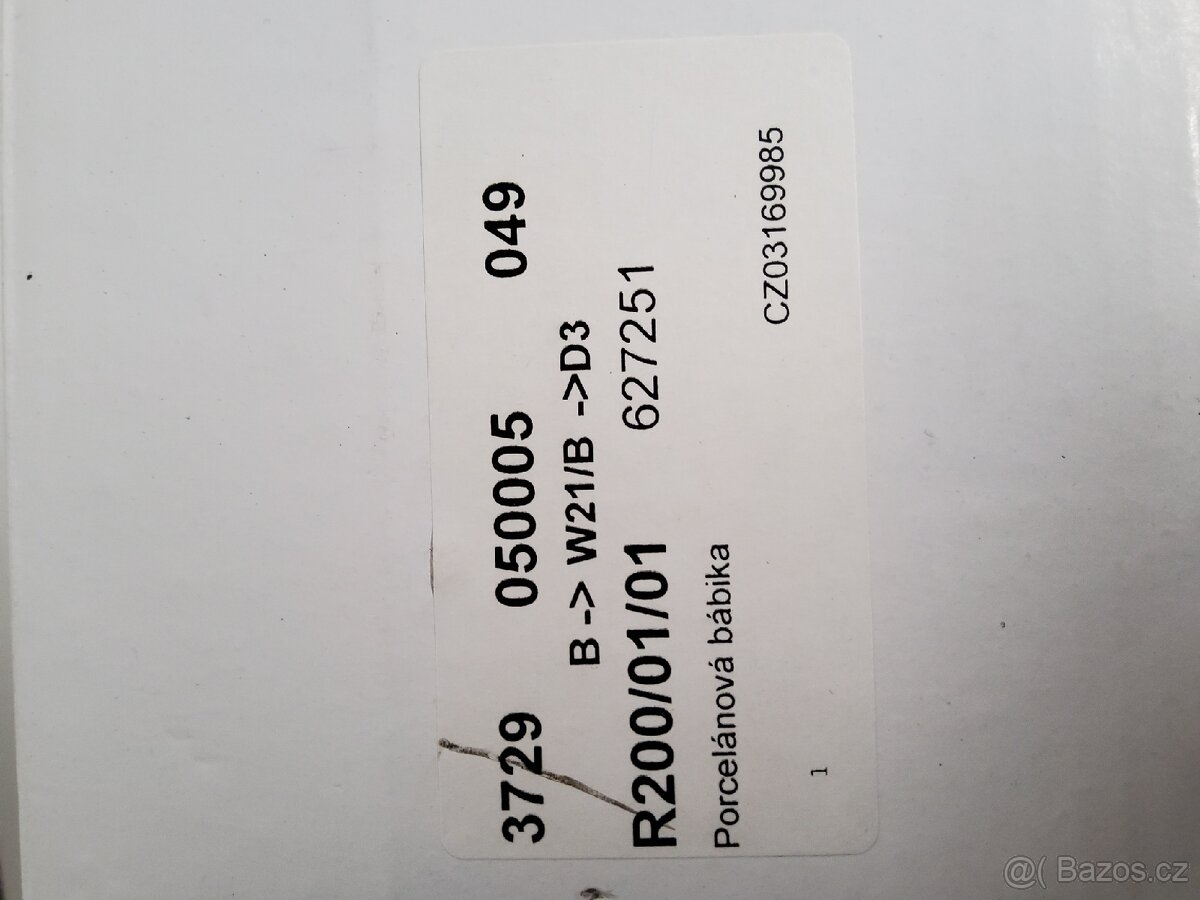 3729 050005 049
B -> W21/B ->D3
R200/01/01 627251
Porcelánová bábika
CZ03169985
1
@( Bazos.cz